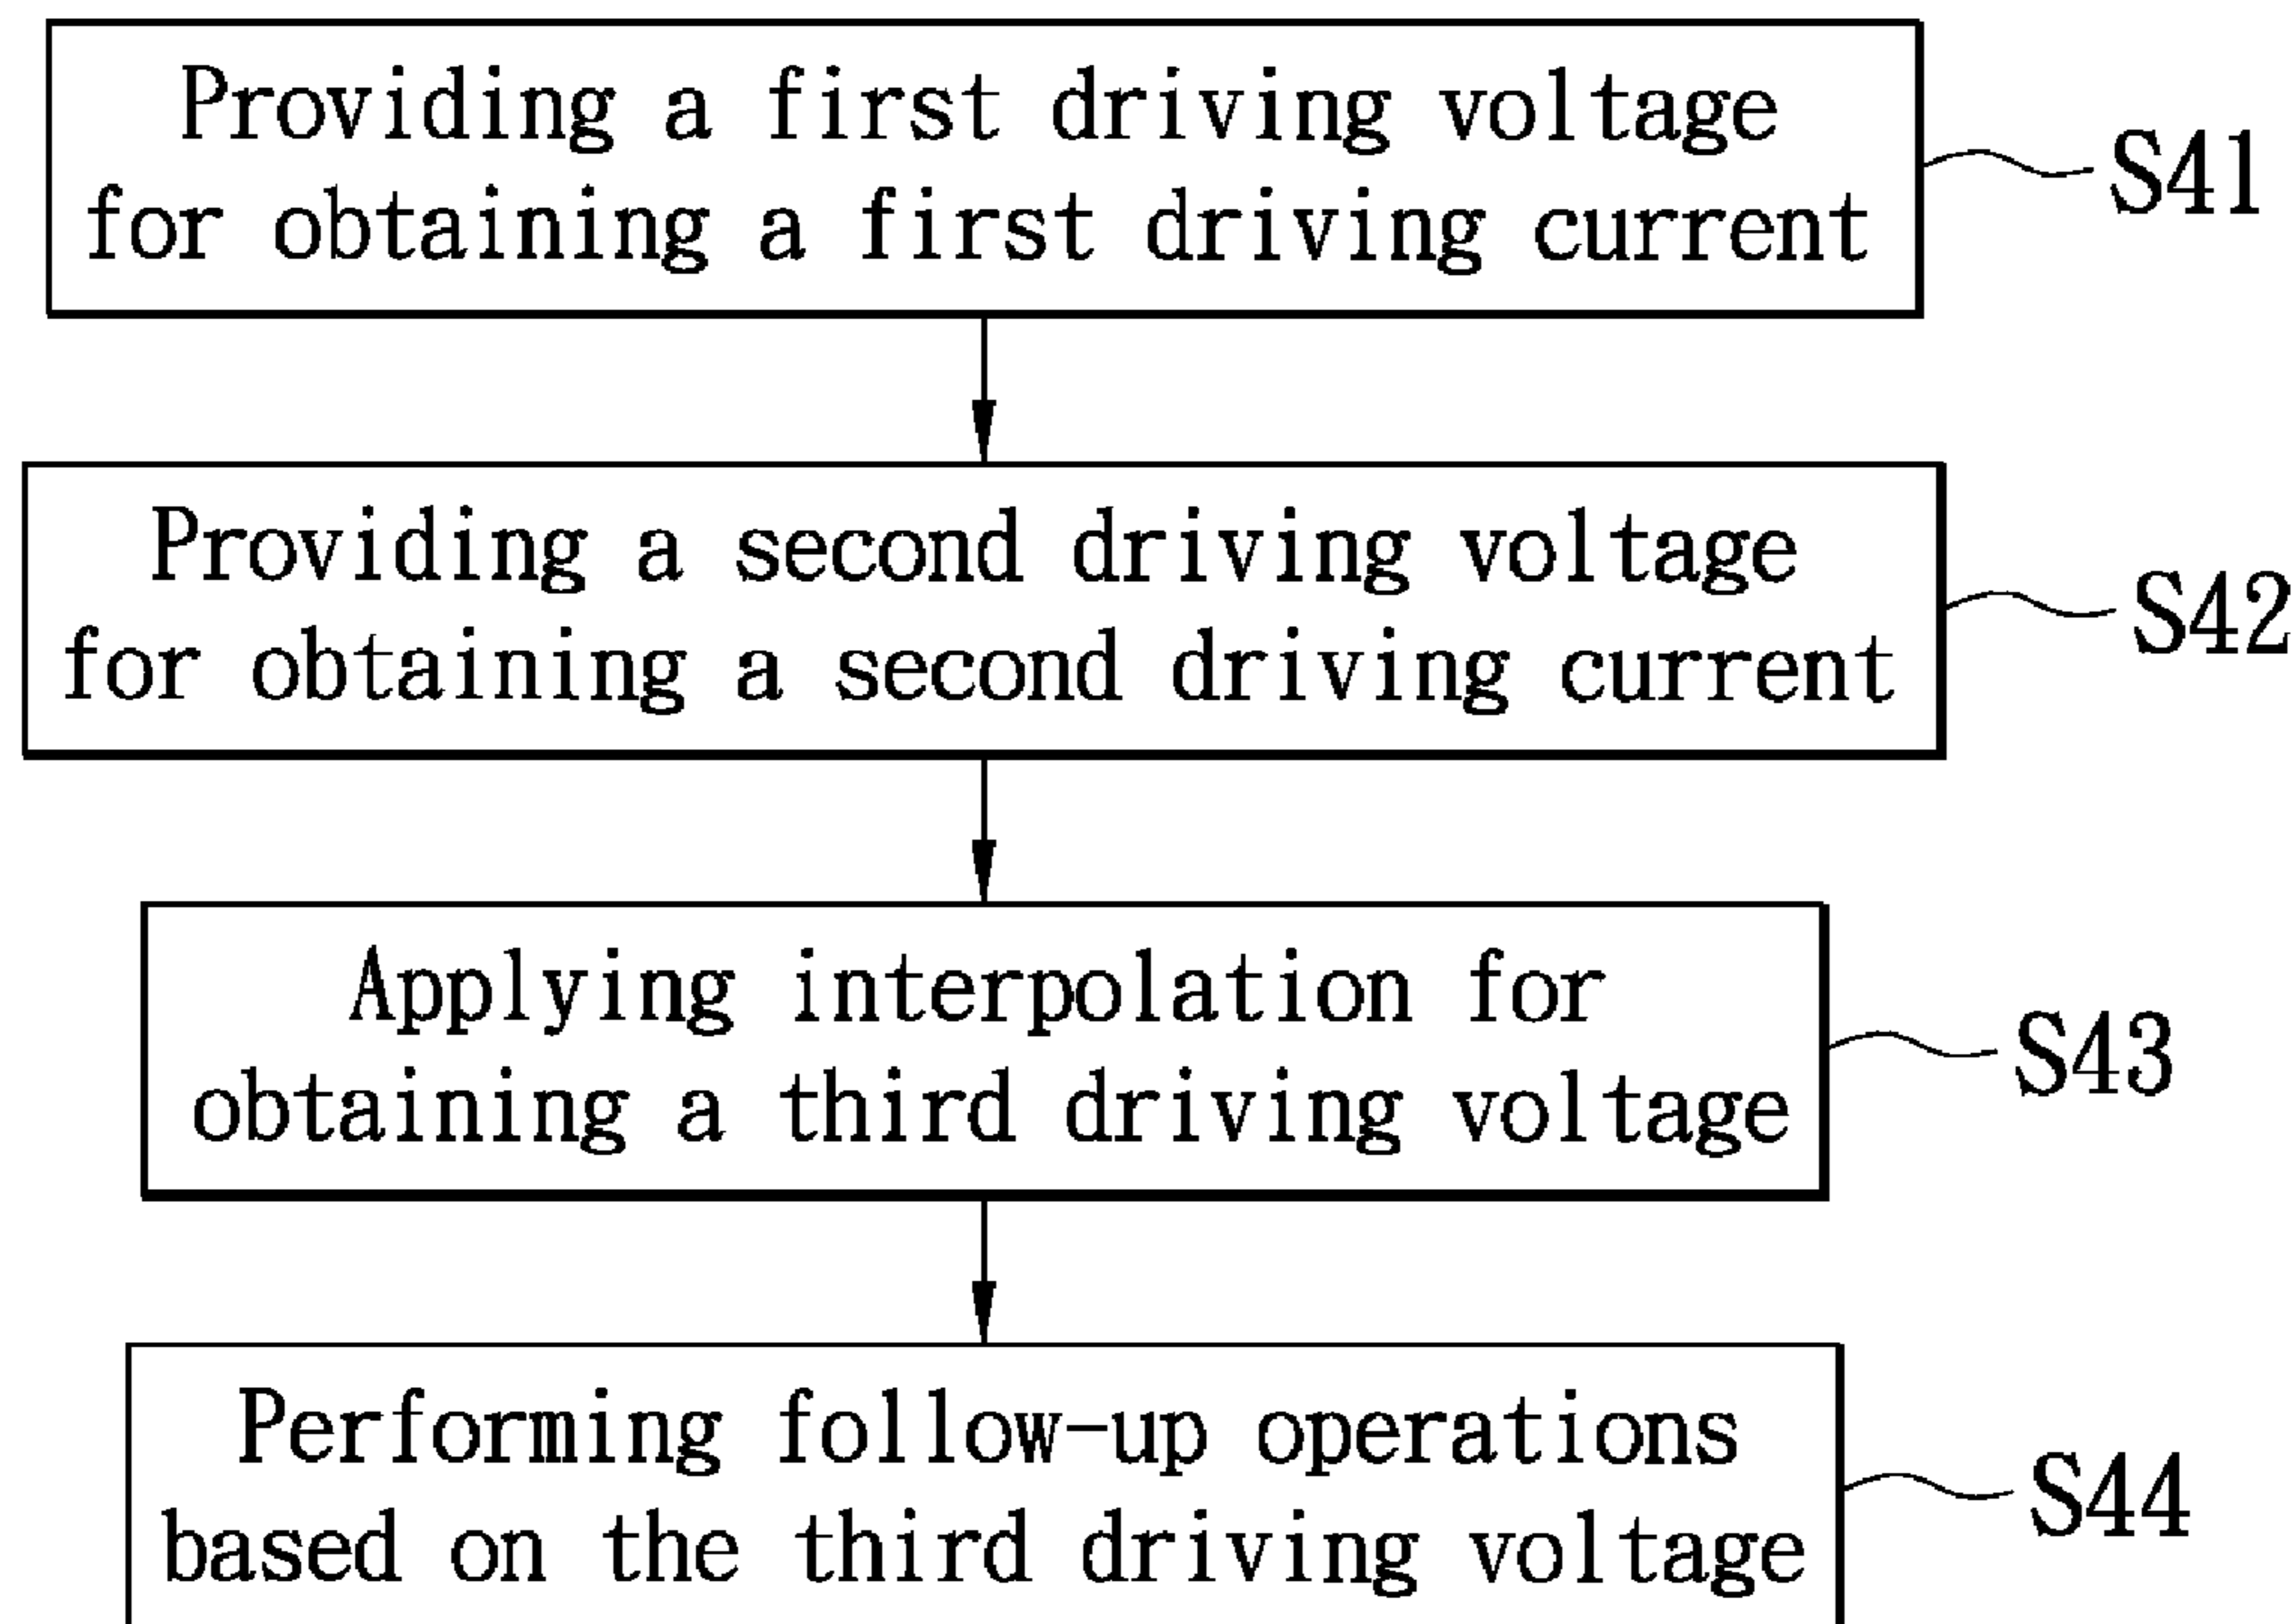 Providing a first driving voltage
for obtaining a first driving current
S41
Providing a second driving voltage
for obtaining a second driving current
S42
Applying interpolation for
obtaining a third driving voltage
S43
Performing follow-up operations
based on the third driving voltage
S44